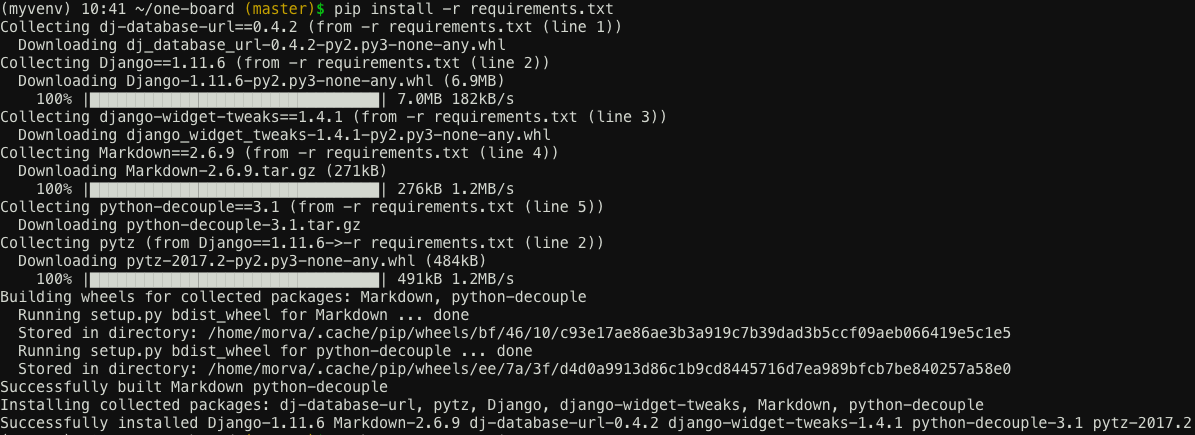 (myvenv) 10:41 ~/one-board (master)$ pip install -r requirements.txt
Collecting dj-database-url==0.4.2 (from -r requirements.txt (line 1))
  Downloading dj_database_url-0.4.2-py2.py3-none-any.whl
Collecting Django==1.11.6 (from -r requirements.txt (line 2))
  Downloading Django-1.11.6-py2.py3-none-any.whl (6.9MB)
    100% |████████████████████████████████| 7.0MB 182kB/s
Collecting django-widget-tweaks==1.4.1 (from -r requirements.txt (line 3))
  Downloading django_widget_tweaks-1.4.1-py2.py3-none-any.whl
Collecting Markdown==2.6.9 (from -r requirements.txt (line 4))
  Downloading Markdown-2.6.9.tar.gz (271kB)
    100% |████████████████████████████████| 276kB 1.2MB/s
Collecting python-decouple==3.1 (from -r requirements.txt (line 5))
  Downloading python-decouple-3.1.tar.gz
Collecting pytz (from Django==1.11.6->-r requirements.txt (line 2))
  Downloading pytz-2017.2-py2.py3-none-any.whl (484kB)
    100% |████████████████████████████████| 491kB 1.2MB/s
Building wheels for collected packages: Markdown, python-decouple
  Running setup.py bdist_wheel for Markdown ... done
  Stored in directory: /home/morva/.cache/pip/wheels/bf/46/10/c93e17ae86ae3b3a919c7b39dad3b5ccf09aeb066419e5c1e5
  Running setup.py bdist_wheel for python-decouple ... done
  Stored in directory: /home/morva/.cache/pip/wheels/ee/7a/3f/d4d0a9913d86c1b9cd8445716d7ea989bfcb7be840257a58e0
Successfully built Markdown python-decouple
Installing collected packages: dj-database-url, pytz, Django, django-widget-tweaks, Markdown, python-decouple
Successfully installed Django-1.11.6 Markdown-2.6.9 dj-database-url-0.4.2 django-widget-tweaks-1.4.1 python-decouple-3.1 pytz-2017.2